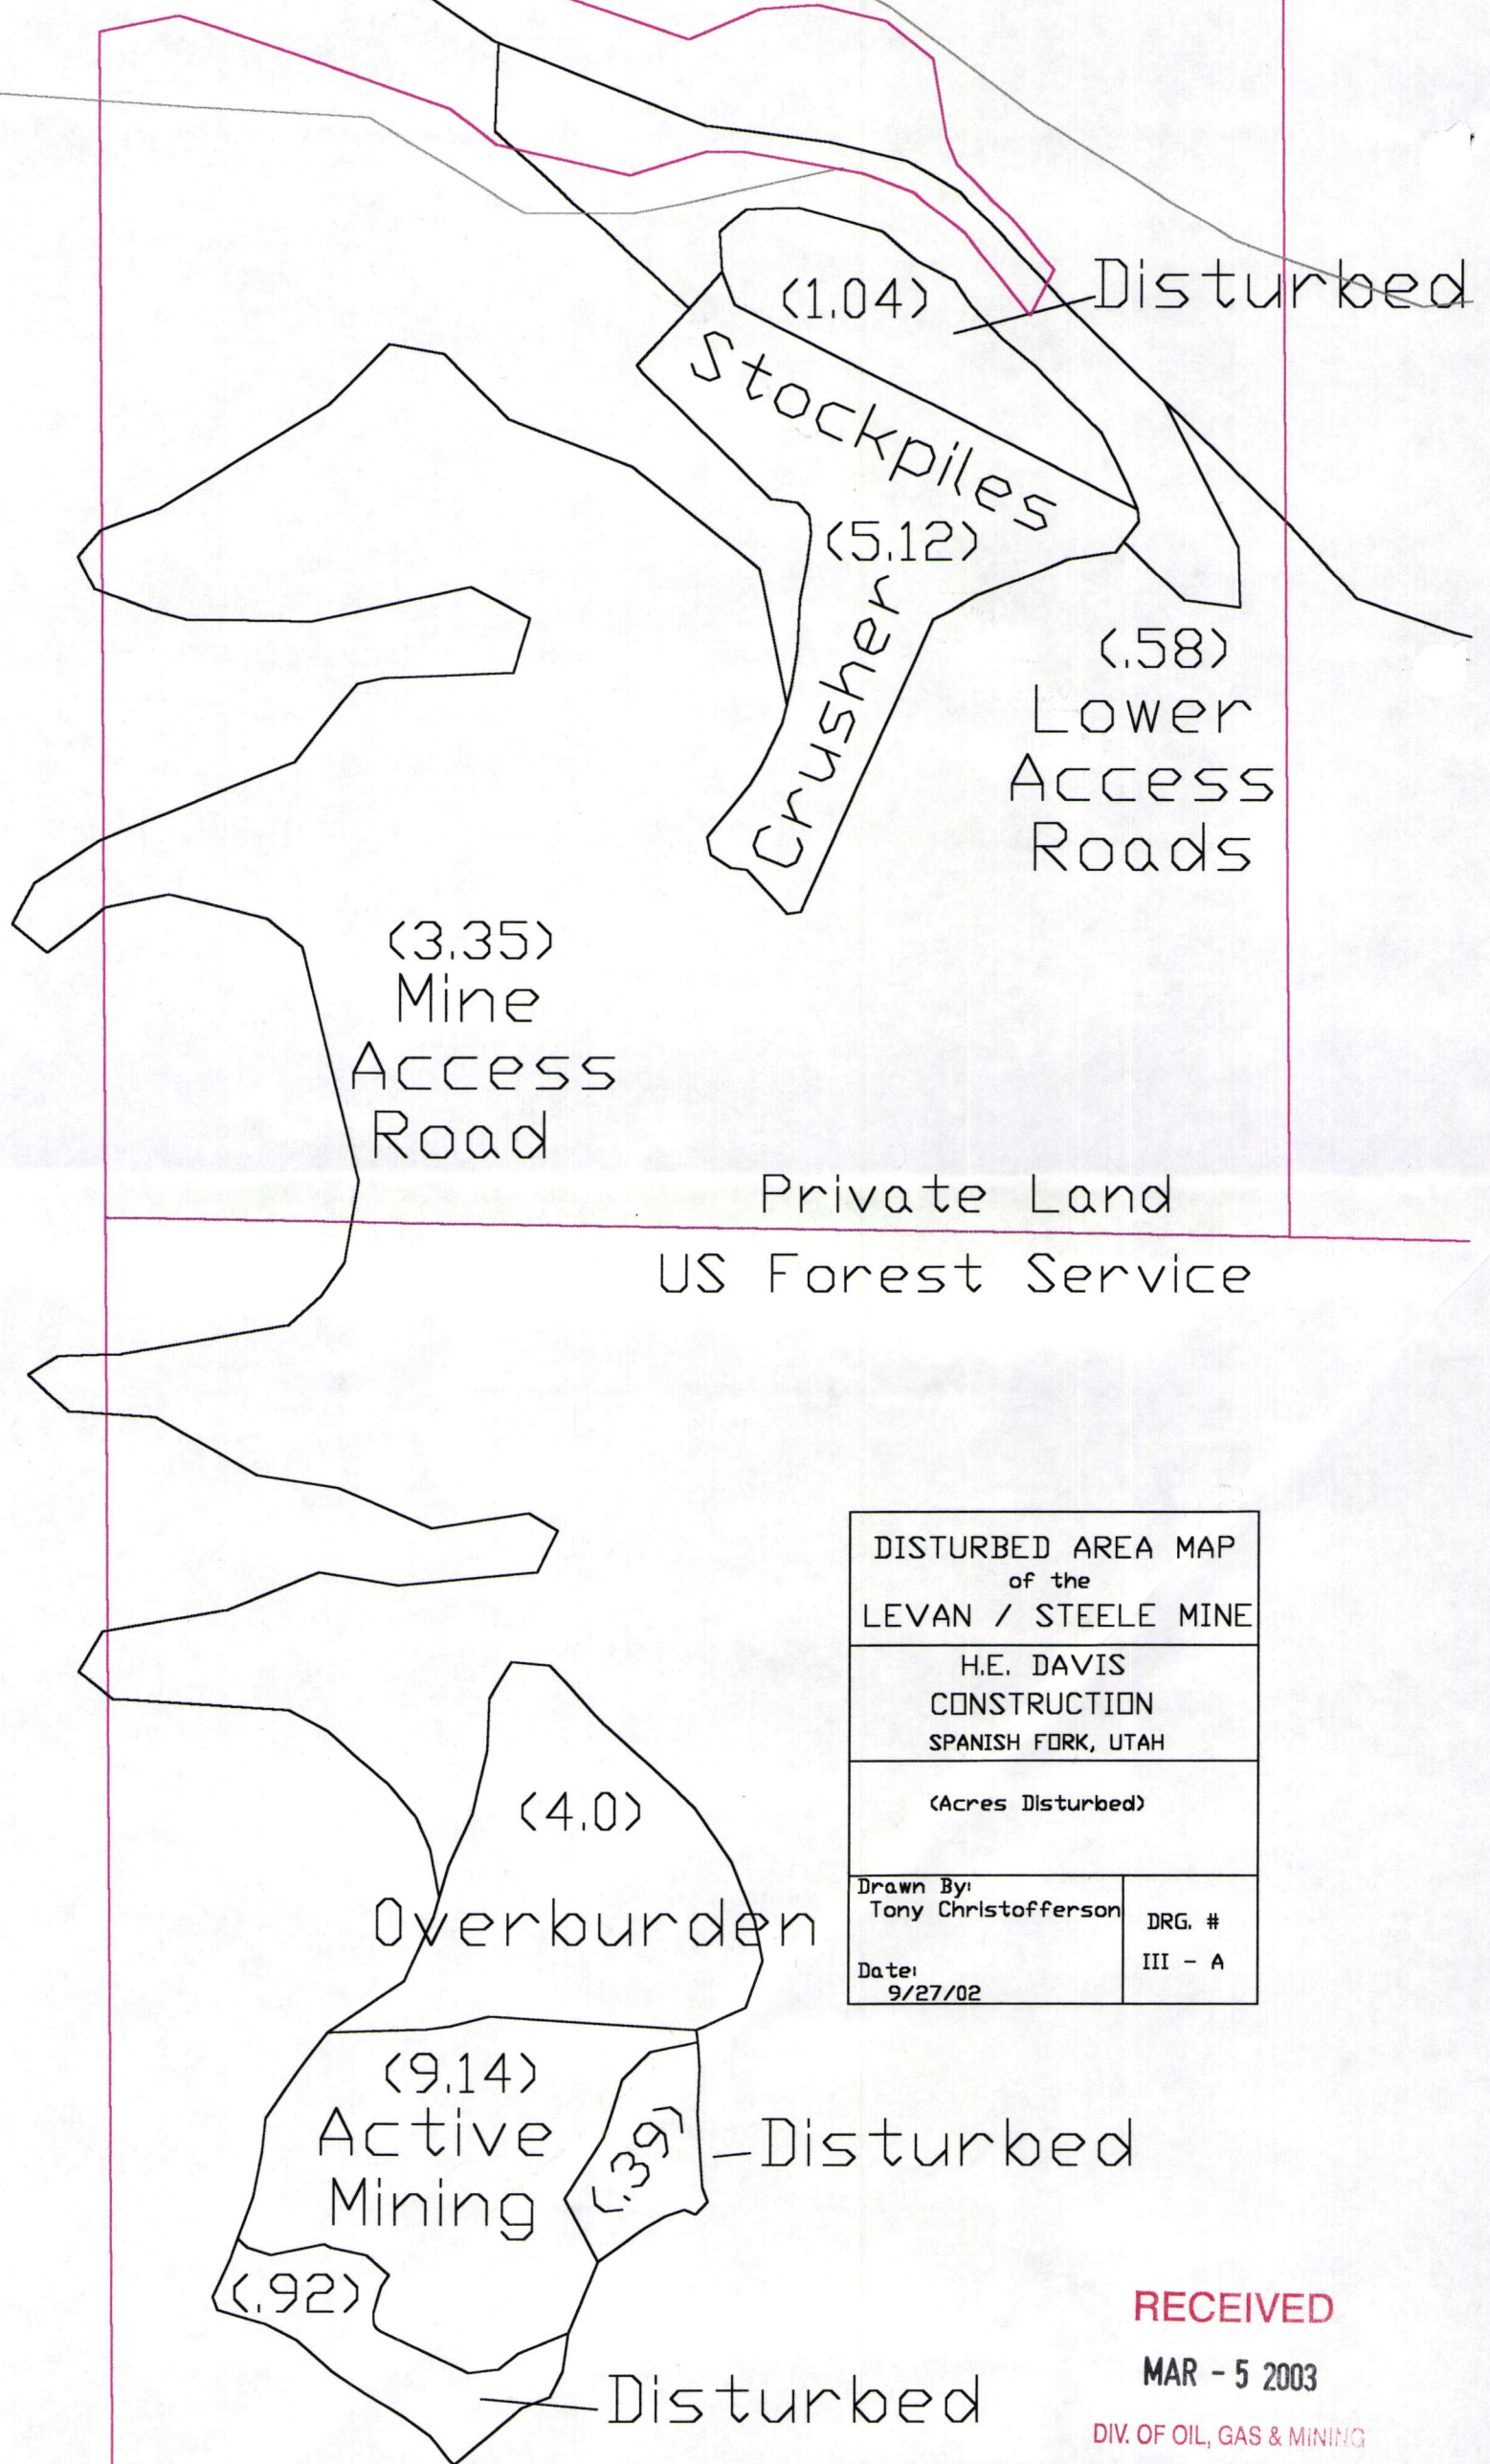 (1.04)
Disturbed
Stockpiles
(5.12)
Crusher
(.58)
Lower
Access
Roads
(3.35)
Mine
Access
Road
Private Land
US Forest Service
DISTURBED AREA MAP
of the
LEVAN / STEELE MINE
H.E. DAVIS
CONSTRUCTION
SPANISH FORK, UTAH
(Acres Disturbed)
Drawn By:
Tony Christofferson
Date:
9/27/02
DRG. #
III - A
(4.0)
Overburden
(9.14)
Active
Mining
(.39)
Disturbed
(.92)
Disturbed
RECEIVED
MAR - 5 2003
DIV. OF OIL, GAS & MINING